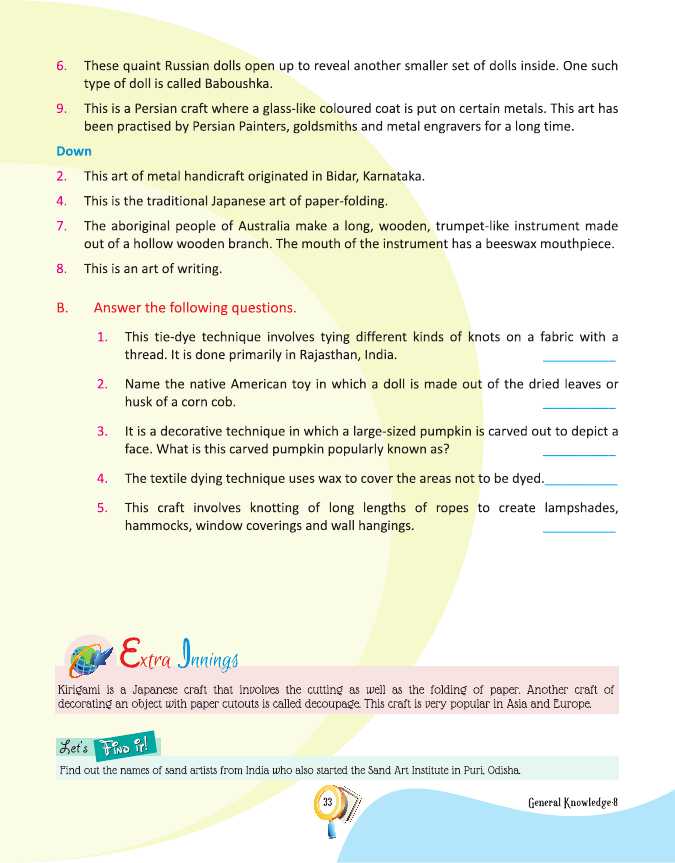 6. These quaint Russian dolls open up to reveal another smaller set of dolls inside. One such
type of doll is called Baboushka.
9. This is a Persian craft where a glass-like coloured coat is put on certain metals. This art has
been practised by Persian Painters, goldsmiths and metal engravers for a long time.
Down
2. This art of metal handicraft originated in Bidar, Karnataka.
4. This is the traditional Japanese art of paper-folding.
7. The aboriginal people of Australia make a long, wooden, trumpet-like instrument made
out of a hollow wooden branch. The mouth of the instrument has a beeswax mouthpiece.
8. This is an art of writing.
B. Answer the following questions.
1. This tie-dye technique involves tying different kinds of knots on a fabric with a
thread. It is done primarily in Rajasthan, India.
2. Name the native American toy in which a doll is made out of the dried leaves or
husk of a corn cob.
3. It is a decorative technique in which a large-sized pumpkin is carved out to depict a
face. What is this carved pumpkin popularly known as?
4. The textile dying technique uses wax to cover the areas not to be dyed.
5. This craft involves knotting of long lengths of ropes to create lampshades,
hammocks, window coverings and wall hangings.
Extra Innings
Kirigami is a Japanese craft that involves the cutting as well as the folding of paper. Another craft of
decorating an object with paper cutouts is called decoupage. This craft is very popular in Asia and Europe.
Let's Find it!
Find out the names of sand artists from India who also started the Sand Art Institute in Puri, Odisha.
33
General Knowledge-8